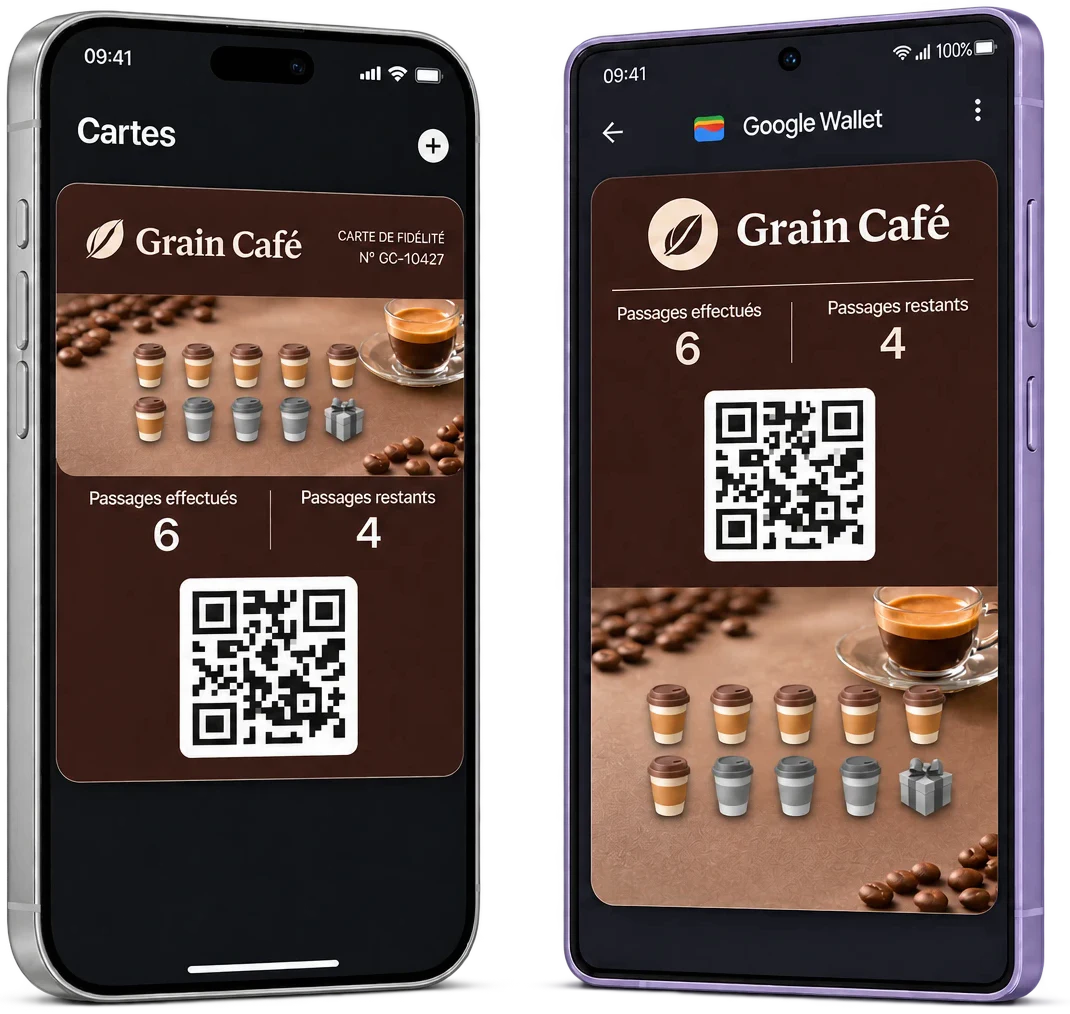 09:41
Cartes
Grain Café
CARTE DE FIDÉLITÉ
N° GC-10427
Passages effectués
6
Passages restants
4
09:41
100%
Google Wallet
Grain Café
Passages effectués
6
Passages restants
4